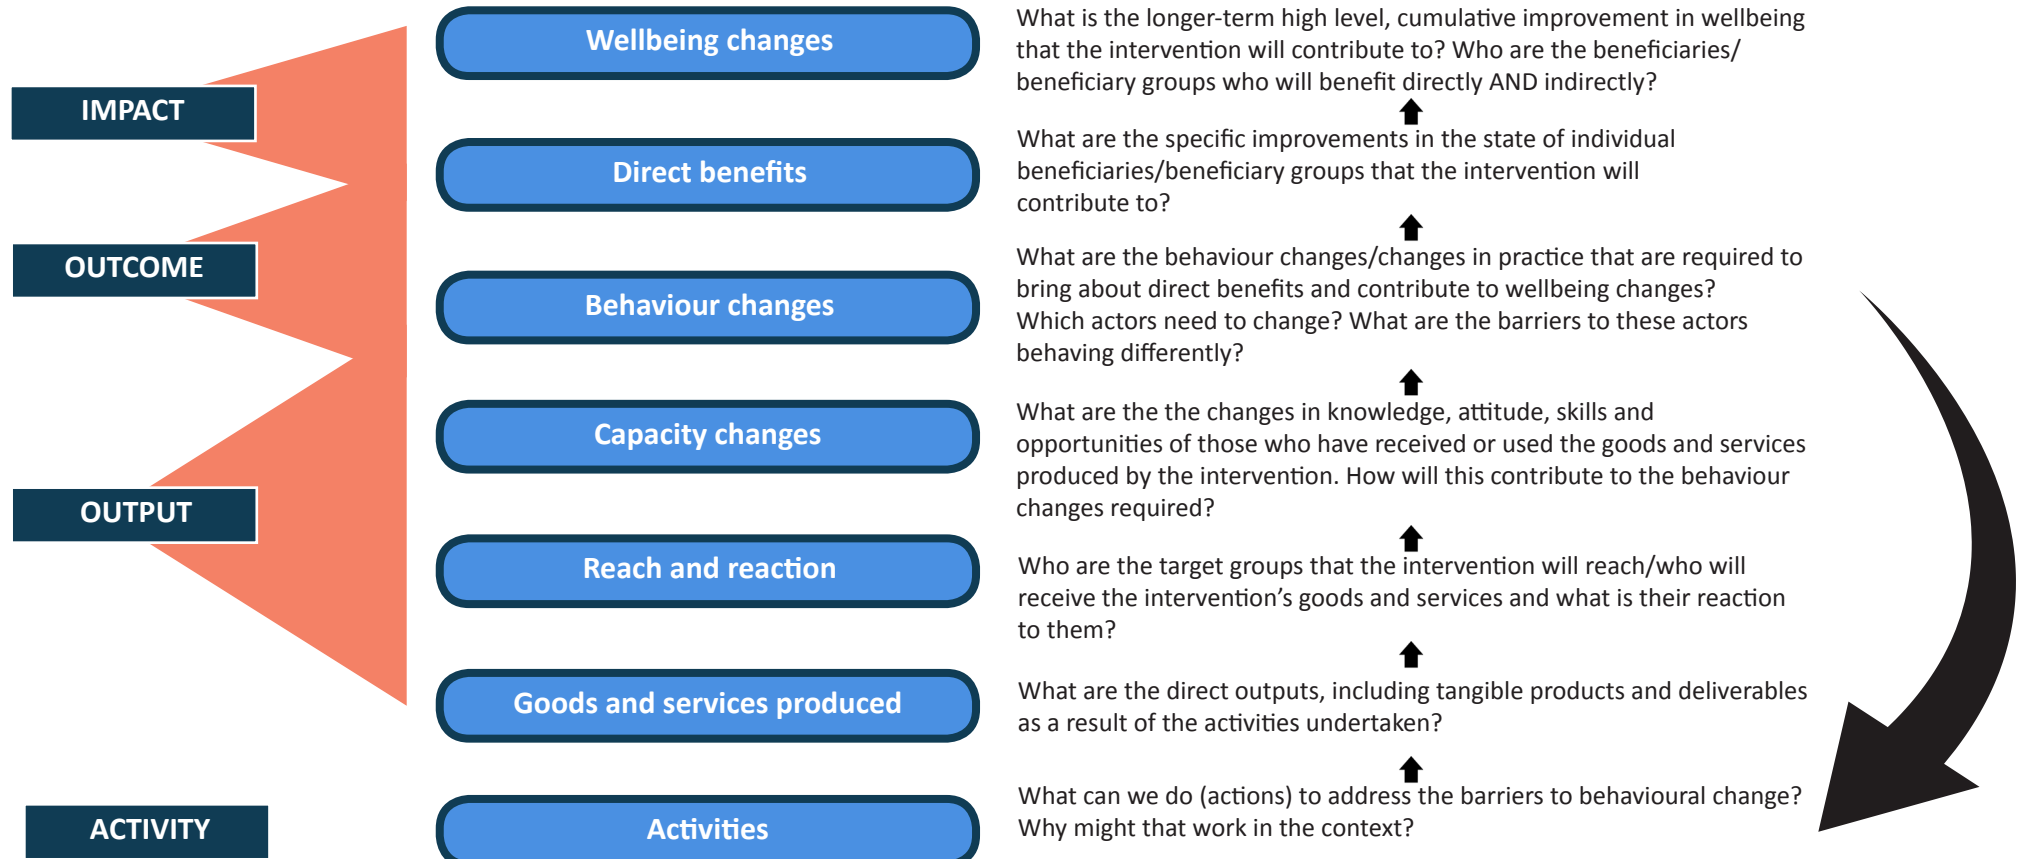 Wellbeing changes
What is the longer-term high level, cumulative improvement in wellbeing
that the intervention will contribute to? Who are the beneficiaries/
beneficiary groups who will benefit directly AND indirectly?
IMPACT
Direct benefits
What are the specific improvements in the state of individual
beneficiaries/beneficiary groups that the intervention will
contribute to?
OUTCOME
Behaviour changes
What are the behaviour changes/changes in practice that are required to
bring about direct benefits and contribute to wellbeing changes?
Which actors need to change? What are the barriers to these actors
behaving differently?
Capacity changes
What are the the changes in knowledge, attitude, skills and
opportunities of those who have received or used the goods and services
produced by the intervention. How will this contribute to the behaviour
changes required?
OUTPUT
Reach and reaction
Who are the target groups that the intervention will reach/who will
receive the intervention’s goods and services and what is their reaction
to them?
Goods and services produced
What are the direct outputs, including tangible products and deliverables
as a result of the activities undertaken?
ACTIVITY
Activities
What can we do (actions) to address the barriers to behavioural change?
Why might that work in the context?